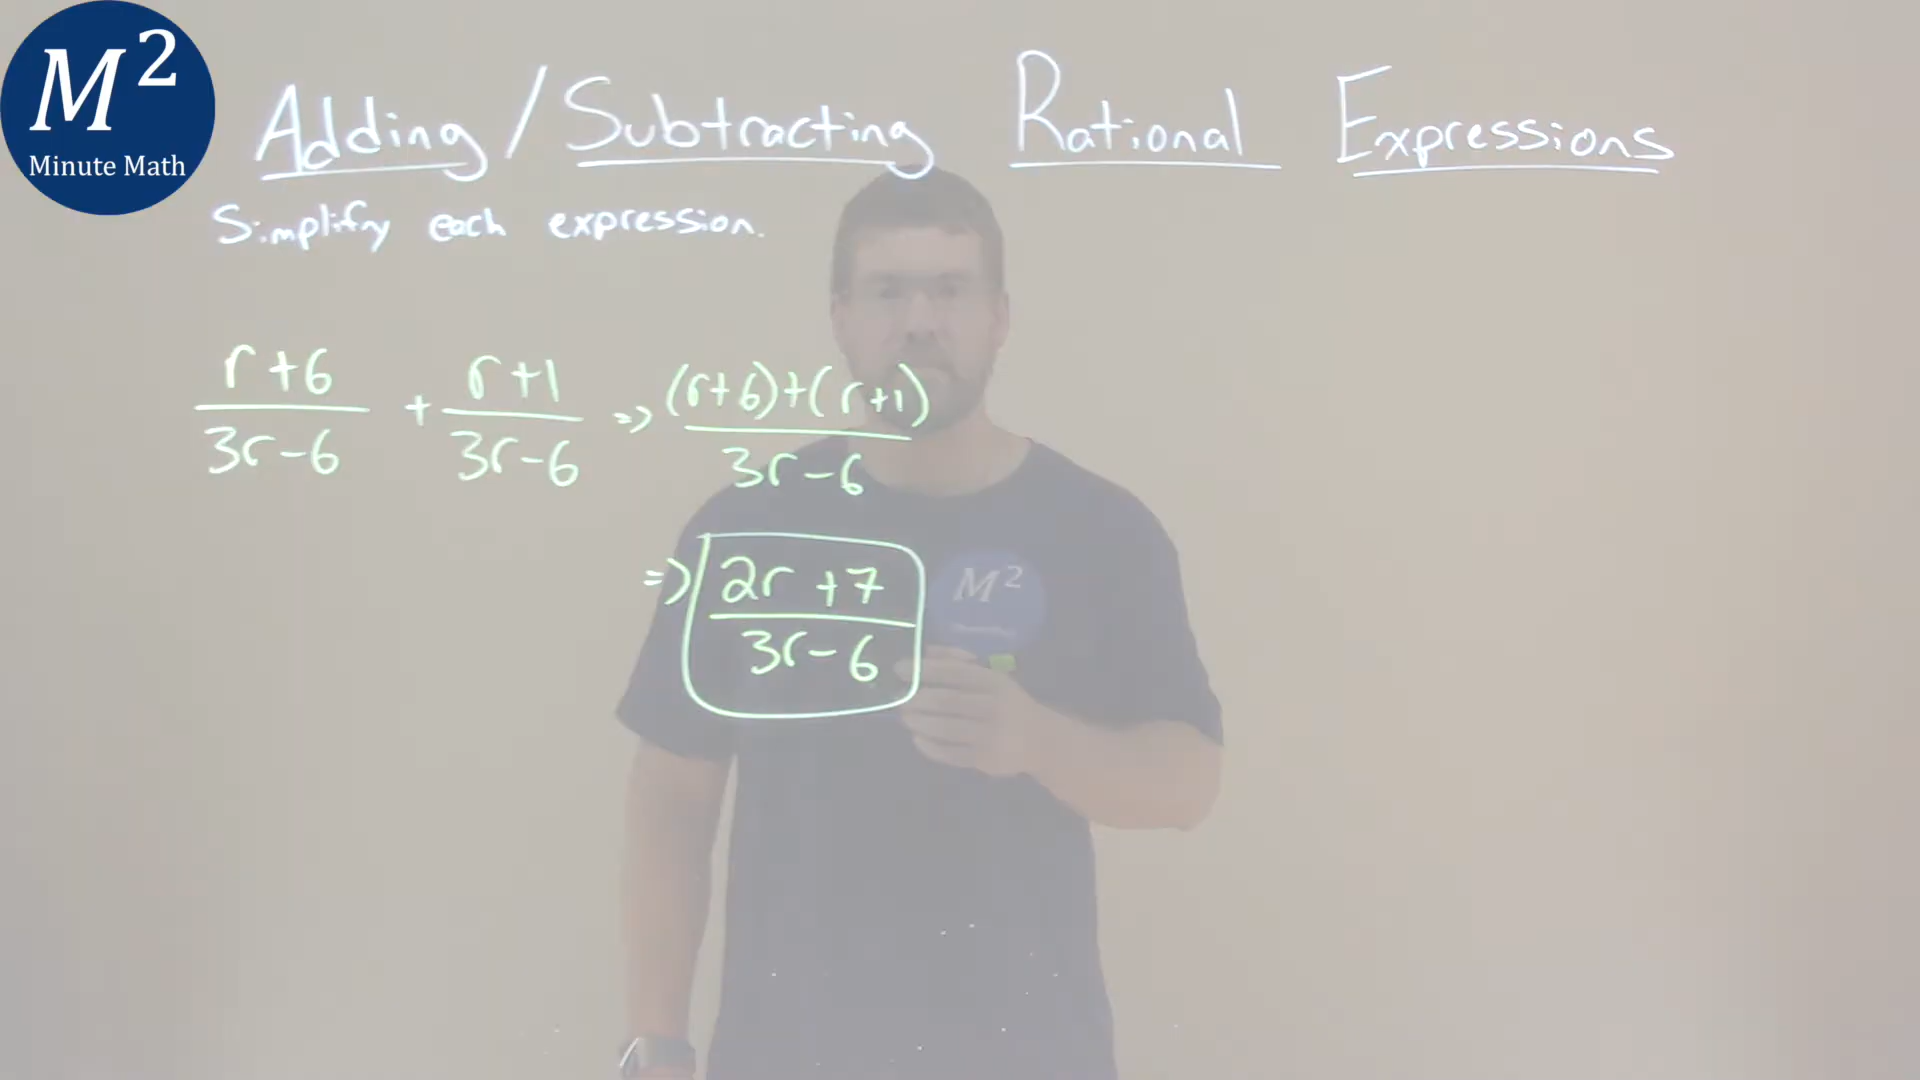 M²
Minute Math
Adding/Subtracting Rational Expressions
Simplify each expression.
r+6/3r-6 + r+1/3r-6 => (r+6)+(r+1)/3r-6
=> 2r+7/3r-6
M²